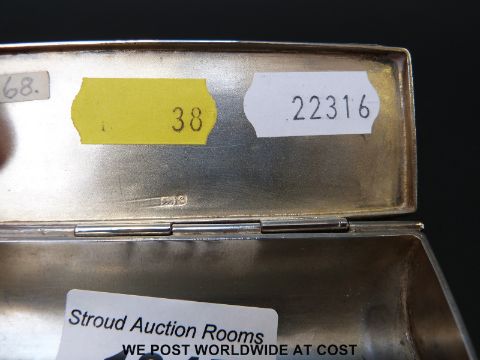 68.
38
22316
Stroud Auction Rooms
WE POST WORLDWIDE AT COST